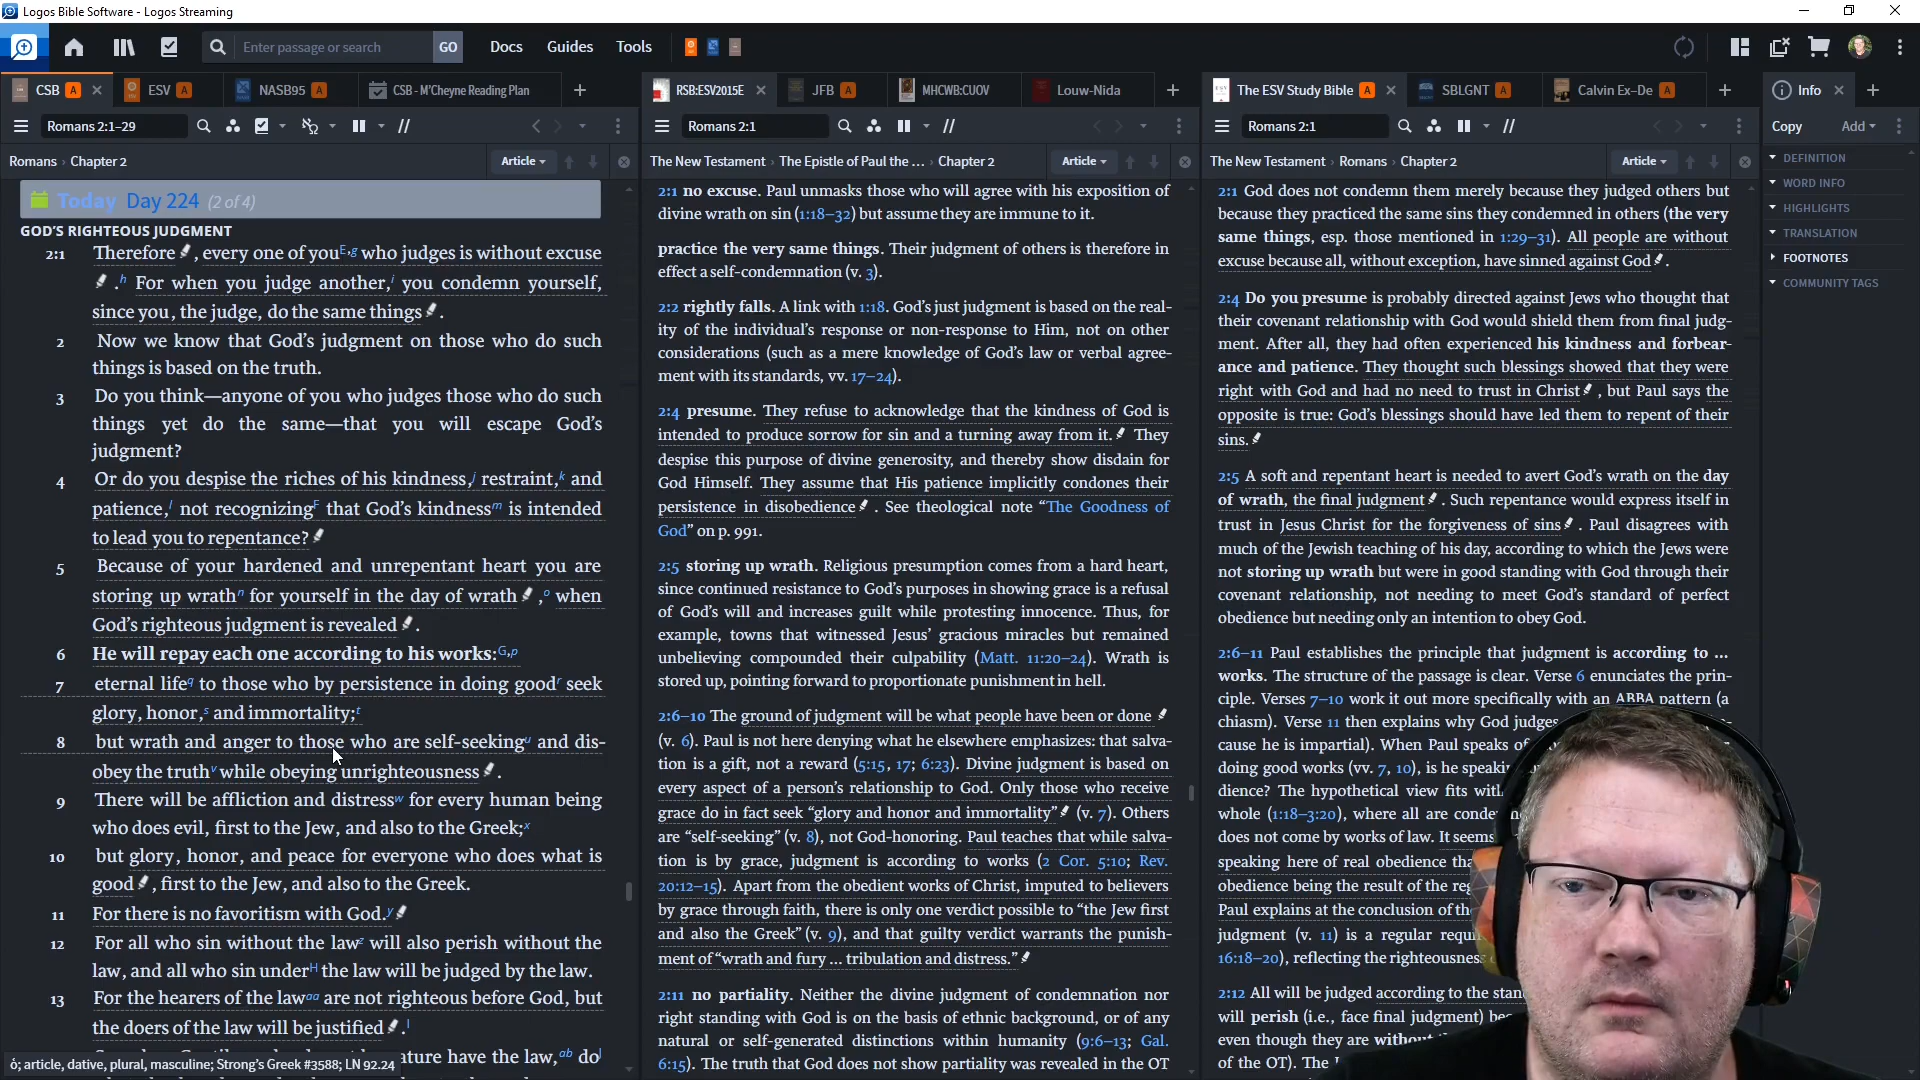 Logos Bible Software - Logos Streaming
Enter passage or search
GO
Docs
Guides
Tools
CSB A
ESV A
NASB95 A
CSB - M'Cheyne Reading Plan
RSB:ESV2015E
JFB A
MHCWB:CUOV
Louw-Nida
The ESV Study Bible A
SBLGNT A
Calvin Ex–De A
Info
Romans 2:1–29
Romans 2:1
Romans 2:1
Copy
Add
Romans › Chapter 2
Article
The New Testament › The Epistle of Paul the ... › Chapter 2
Article
The New Testament › Romans › Chapter 2
Article
Today Day 224 (2 of 4)
GOD'S RIGHTEOUS JUDGMENT
2:1 Therefore, every one of you E,g who judges is without excuse
. h For when you judge another, i you condemn yourself,
since you, the judge, do the same things.
2 Now we know that God's judgment on those who do such
things is based on the truth.
3 Do you think—anyone of you who judges those who do such
things yet do the same—that you will escape God's
judgment?
4 Or do you despise the riches of his kindness, j restraint, k and
patience, l not recognizing F that God's kindness m is intended
to lead you to repentance?
5 Because of your hardened and unrepentant heart you are
storing up wrath n for yourself in the day of wrath, o when
God's righteous judgment is revealed.
6 He will repay each one according to his works: G,p
7 eternal life q to those who by persistence in doing good r seek
glory, honor, s and immortality; t
8 but wrath and anger to those who are self-seeking u and dis-
obey the truth v while obeying unrighteousness.
9 There will be affliction and distress w for every human being
who does evil, first to the Jew, and also to the Greek; x
10 but glory, honor, and peace for everyone who does what is
good, first to the Jew, and also to the Greek.
11 For there is no favoritism with God. y
12 For all who sin without the law z will also perish without the
law, and all who sin under H the law will be judged by the law.
13 For the hearers of the law aa are not righteous before God, but
the doers of the law will be justified. I
ature have the law, ab do
ὁ; article, dative, plural, masculine; Strong's Greek #3588; LN 92.24
2:1 no excuse. Paul unmasks those who will agree with his exposition of
divine wrath on sin (1:18–32) but assume they are immune to it.
practice the very same things. Their judgment of others is therefore in
effect a self-condemnation (v. 3).
2:2 rightly falls. A link with 1:18. God's just judgment is based on the real-
ity of the individual's response or non-response to Him, not on other
considerations (such as a mere knowledge of God's law or verbal agree-
ment with its standards, vv. 17–24).
2:4 presume. They refuse to acknowledge that the kindness of God is
intended to produce sorrow for sin and a turning away from it. They
despise this purpose of divine generosity, and thereby show disdain for
God Himself. They assume that His patience implicitly condones their
persistence in disobedience. See theological note “The Goodness of
God” on p. 991.
2:5 storing up wrath. Religious presumption comes from a hard heart,
since continued resistance to God's purposes in showing grace is a refusal
of God's will and increases guilt while protesting innocence. Thus, for
example, towns that witnessed Jesus' gracious miracles but remained
unbelieving compounded their culpability (Matt. 11:20–24). Wrath is
stored up, pointing forward to proportionate punishment in hell.
2:6–10 The ground of judgment will be what people have been or done
(v. 6). Paul is not here denying what he elsewhere emphasizes: that salva-
tion is a gift, not a reward (5:15, 17; 6:23). Divine judgment is based on
every aspect of a person's relationship to God. Only those who receive
grace do in fact seek “glory and honor and immortality” (v. 7). Others
are “self-seeking” (v. 8), not God-honoring. Paul teaches that while salva-
tion is by grace, judgment is according to works (2 Cor. 5:10; Rev.
20:12–15). Apart from the obedient works of Christ, imputed to believers
by grace through faith, there is only one verdict possible to “the Jew first
and also the Greek” (v. 9), and that guilty verdict warrants the punish-
ment of “wrath and fury ... tribulation and distress.”
2:11 no partiality. Neither the divine judgment of condemnation nor
right standing with God is on the basis of ethnic background, or of any
natural or self-generated distinctions within humanity (9:6–13; Gal.
6:15). The truth that God does not show partiality was revealed in the OT
2:1 God does not condemn them merely because they judged others but
because they practiced the same sins they condemned in others (the very
same things, esp. those mentioned in 1:29–31). All people are without
excuse because all, without exception, have sinned against God.
2:4 Do you presume is probably directed against Jews who thought that
their covenant relationship with God would shield them from final judg-
ment. After all, they had often experienced his kindness and forbear-
ance and patience. They thought such blessings showed that they were
right with God and had no need to trust in Christ, but Paul says the
opposite is true: God's blessings should have led them to repent of their
sins.
2:5 A soft and repentant heart is needed to avert God's wrath on the day
of wrath, the final judgment. Such repentance would express itself in
trust in Jesus Christ for the forgiveness of sins. Paul disagrees with
much of the Jewish teaching of his day, according to which the Jews were
not storing up wrath but were in good standing with God through their
covenant relationship, not needing to meet God's standard of perfect
obedience but needing only an intention to obey God.
2:6–11 Paul establishes the principle that judgment is according to ...
works. The structure of the passage is clear. Verse 6 enunciates the prin-
ciple. Verses 7–10 work it out more specifically with an ABBA pattern (a
chiasm). Verse 11 then explains why God judges
cause he is impartial). When Paul speaks of
doing good works (vv. 7, 10), is he speaki
dience? The hypothetical view fits with
whole (1:18–3:20), where all are conde
does not come by works of law. It seems
speaking here of real obedience tha
obedience being the result of the reg
Paul explains at the conclusion of th
judgment (v. 11) is a regular requ
16:18–20), reflecting the righteousness
2:12 All will be judged according to the stan
will perish (i.e., face final judgment) bec
even though they are without
of the OT). The
DEFINITION
WORD INFO
HIGHLIGHTS
TRANSLATION
FOOTNOTES
COMMUNITY TAGS